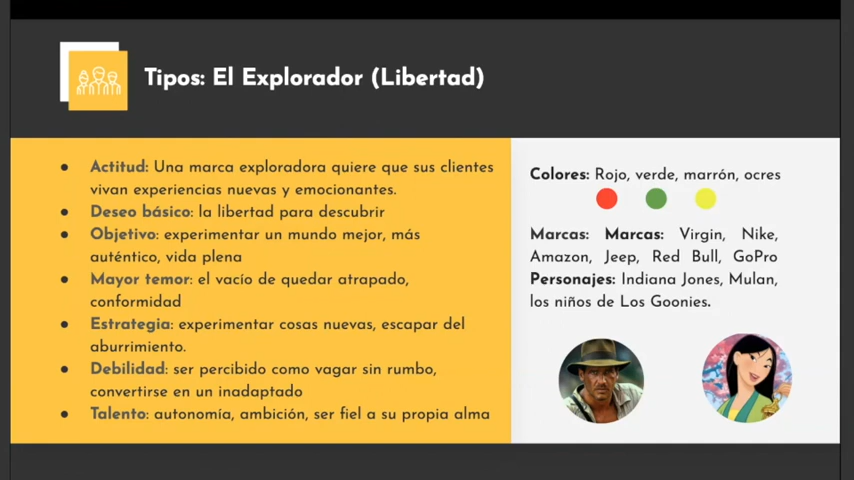 Tipos: El Explorador (Libertad)
● Actitud: Una marca exploradora quiere que sus clientes
vivan experiencias nuevas y emocionantes.
● Deseo básico: la libertad para descubrir
● Objetivo: experimentar un mundo mejor, más
auténtico, vida plena
● Mayor temor: el vacío de quedar atrapado,
conformidad
● Estrategia: experimentar cosas nuevas, escapar del
aburrimiento.
● Debilidad: ser percibido como vagar sin rumbo,
convertirse en un inadaptado
● Talento: autonomía, ambición, ser fiel a su propia alma
Colores: Rojo, verde, marrón, ocres
Marcas: Marcas: Virgin, Nike,
Amazon, Jeep, Red Bull, GoPro
Personajes: Indiana Jones, Mulan,
los niños de Los Goonies.